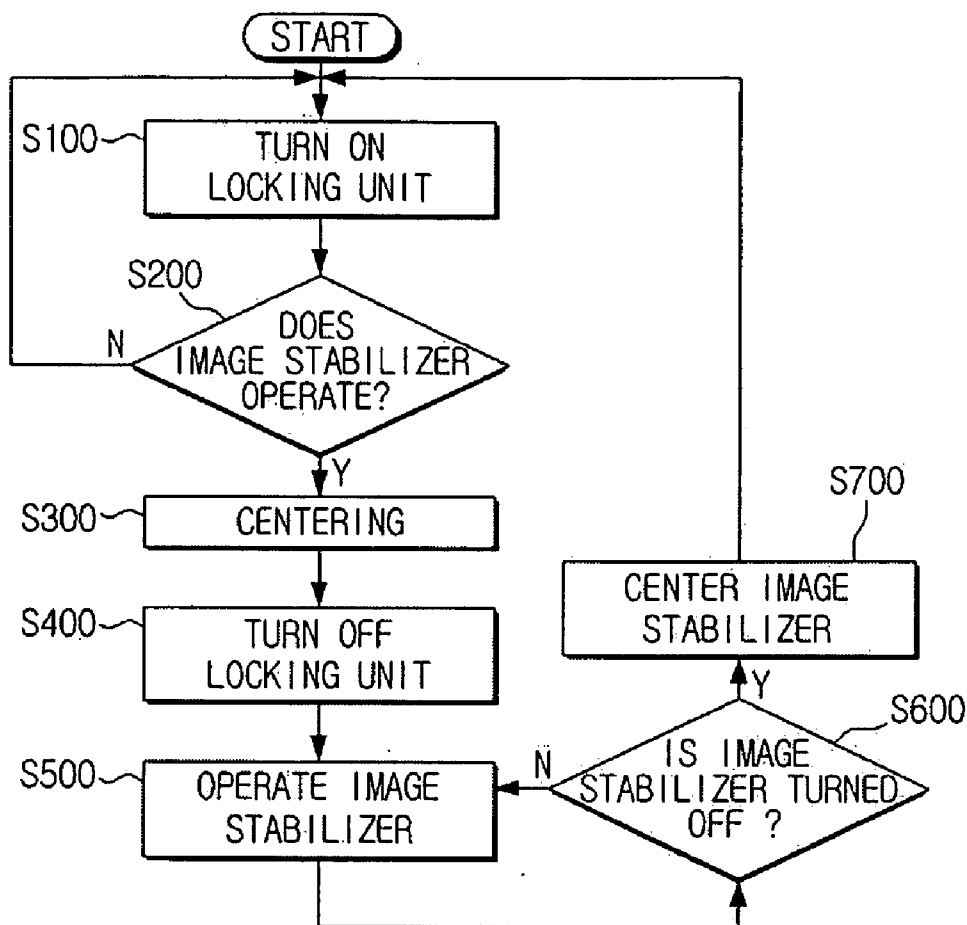 START
S100
TURN ON
LOCKING UNIT
S200
DOES
IMAGE STABILIZER
OPERATE?
N
Y
S300
CENTERING
S400
TURN OFF
LOCKING UNIT
S500
OPERATE IMAGE
STABILIZER
S700
CENTER IMAGE
STABILIZER
Y
S600
N
IS IMAGE
STABILIZER TURNED
OFF ?